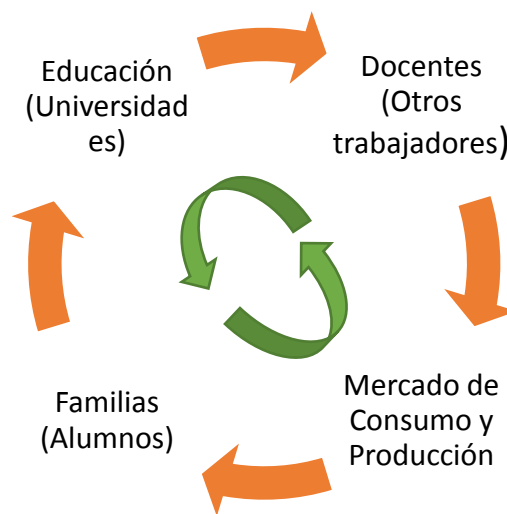 Educación
(Universidad
es)
Docentes
(Otros
trabajadores)
Familias
(Alumnos)
Mercado de
Consumo y
Producción